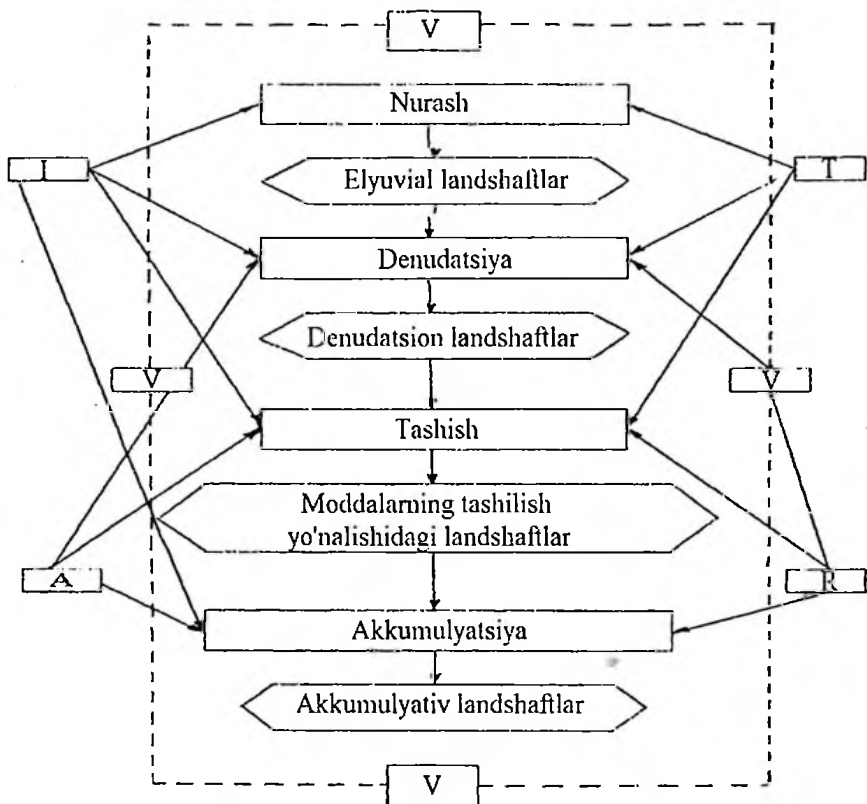 V
Nurash
T
Elyuvial landshaftlar
Denudatsiya
Denudatsion landshaftlar
V
V
Tashish
Moddalarning tashilish
yo'nalishidagi landshaftlar
A
R
Akkumulyatsiya
Akkumulyativ landshaftlar
V